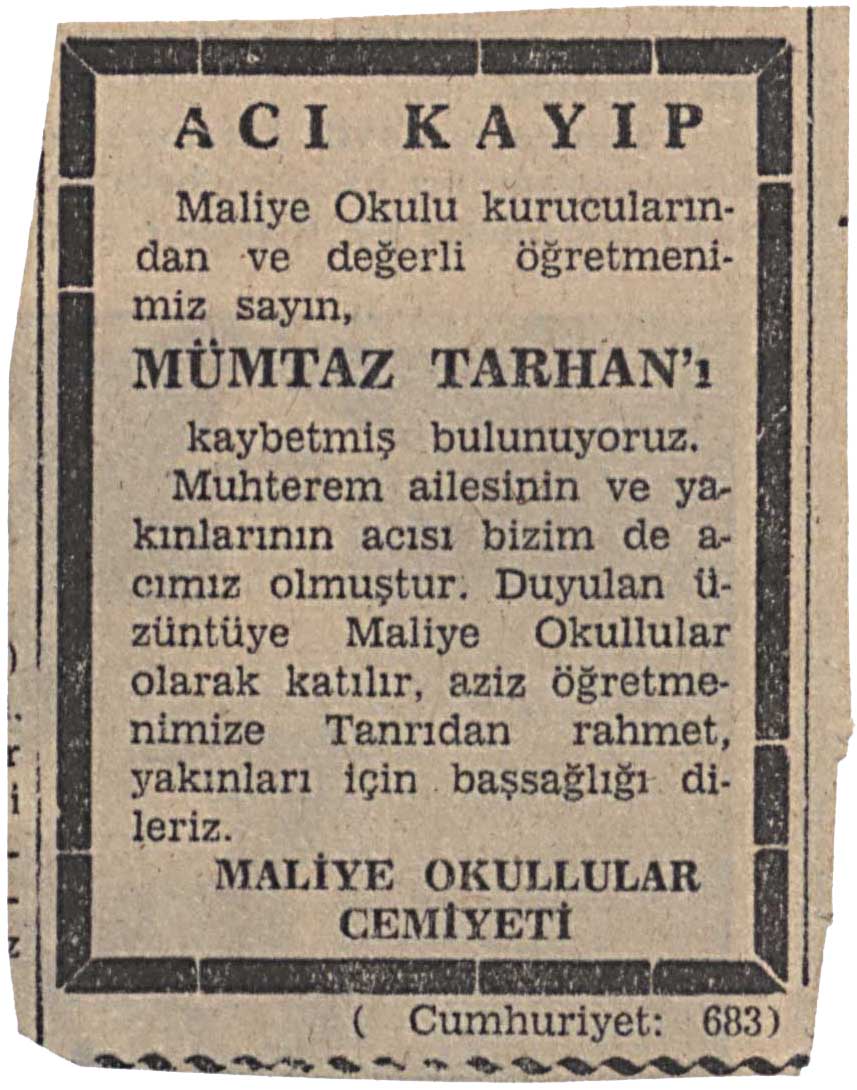 ACI KAYIP
Maliye Okulu kurucuların-
dan ve değerli öğretmeni-
miz sayın,
MÜMTAZ TARHAN'ı
kaybetmiş bulunuyoruz.
Muhterem ailesinin ve ya-
kınlarının acısı bizim de a-
cımız olmuştur. Duyulan ü-
züntüye Maliye Okullular
olarak katılır, aziz öğretme-
nimize Tanrıdan rahmet,
yakınları için başsağlığı di-
leriz.
MALİYE OKULLULAR
CEMİYETİ
( Cumhuriyet: 683)